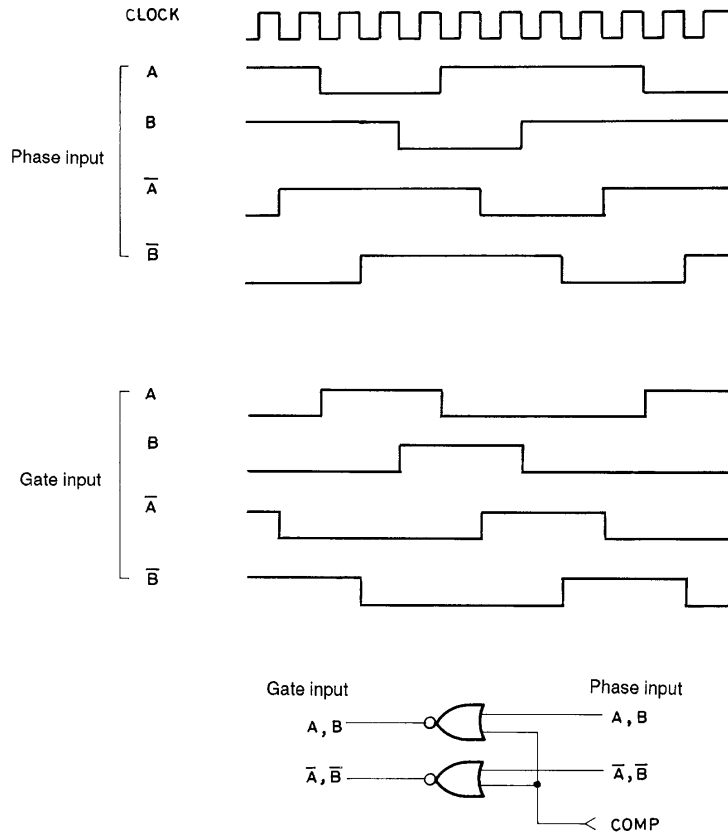 CLOCK
A
B
Phase input
A̅
B̅
A
B
Gate input
A̅
B̅
Gate input
Phase input
A, B
A, B
A̅, B̅
A̅, B̅
COMP